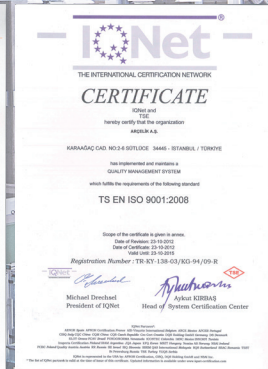 IQNet ®
THE INTERNATIONAL CERTIFICATION NETWORK
CERTIFICATE
IQNet and
TSE
hereby certify that the organization
ARÇELİK A.Ş.
KARAAĞAÇ CAD. NO:2-6 SÜTLÜCE 34445 - İSTANBUL / TÜRKİYE
has implemented and maintains a
QUALITY MANAGEMENT SYSTEM
which fulfils the requirements of the following standard
TS EN ISO 9001:2008
Scope of the certificate is given in annex.
Date of Revision: 23-10-2012
Date of Certificate: 23-10-2012
Valid Until: 23-10-2015
Registration Number : TR-KY-138-03/KG-94/09-R
IQNet
TSE
Michael Drechsel
President of IQNet
Aykut KIRBAŞ
Head of System Certification Center